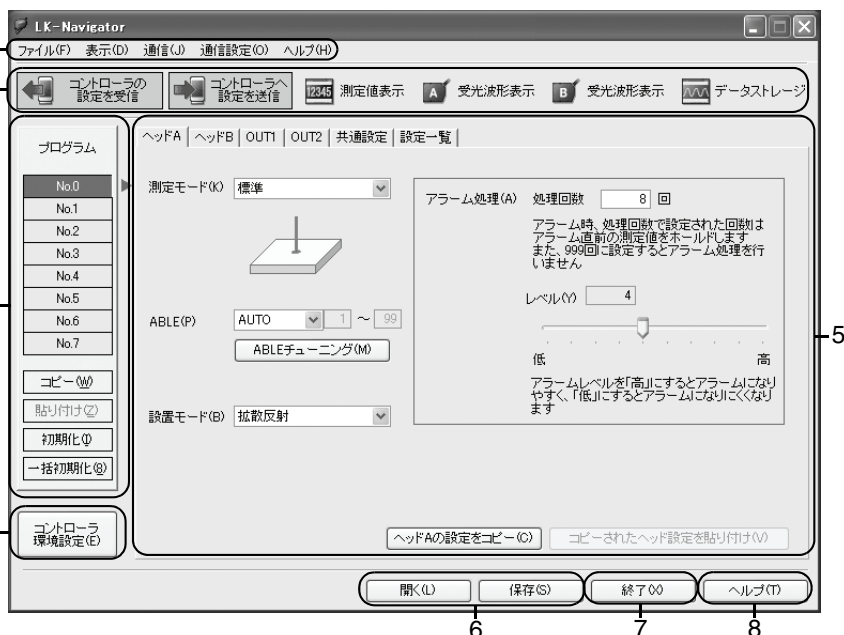 LK-Navigator
ファイル(F) 表示(D) 通信(J) 通信設定(O) ヘルプ(H)
コントローラの
設定を受信
コントローラへ
設定を送信
12345 測定値表示
A 受光波形表示
B 受光波形表示
データストレージ
プログラム
No.0
No.1
No.2
No.3
No.4
No.5
No.6
No.7
コピー(W)
貼り付け(Z)
初期化(I)
一括初期化(8)
コントローラ
環境設定(E)
ヘッドA ヘッドB OUT1 OUT2 共通設定 設定一覧
測定モード(K) 標準
ABLE(P) AUTO 1 ～ 99
ABLEチューニング(M)
設置モード(B) 拡散反射
アラーム処理(A) 処理回数 8 回
アラーム時、処理回数で設定された回数は
アラーム直前の測定値をホールドします
また、999回に設定するとアラーム処理を行
いません
レベル(Y) 4
低 高
アラームレベルを「高」にするとアラームになり
やすく、「低」にするとアラームになりにくくなり
ます
ヘッドAの設定をコピー(C) コピーされたヘッド設定を貼り付け(V)
開く(L) 保存(S) 終了(X) ヘルプ(T)
5
6 7 8